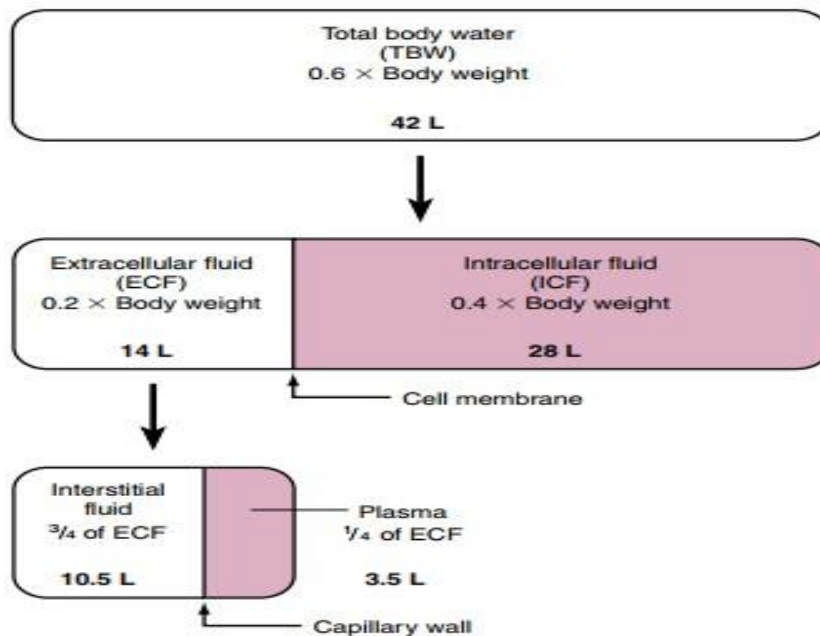 Total body water
(TBW)
0.6 × Body weight
42 L
Extracellular fluid
(ECF)
0.2 × Body weight
14 L
Intracellular fluid
(ICF)
0.4 × Body weight
28 L
Cell membrane
Interstitial
fluid
³/₄ of ECF
10.5 L
Plasma
¹/₄ of ECF
3.5 L
Capillary wall